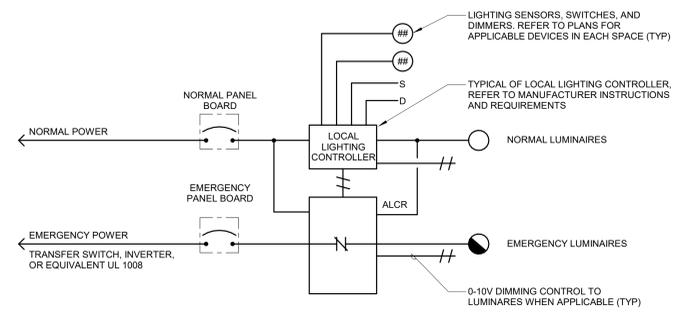 LIGHTING SENSORS, SWITCHES, AND
DIMMERS. REFER TO PLANS FOR
APPLICABLE DEVICES IN EACH SPACE (TYP)
##
##
S
D
TYPICAL OF LOCAL LIGHTING CONTROLLER,
REFER TO MANUFACTURER INSTRUCTIONS
AND REQUIREMENTS
NORMAL PANEL
BOARD
NORMAL POWER
LOCAL
LIGHTING
CONTROLLER
NORMAL LUMINAIRES
EMERGENCY
PANEL BOARD
ALCR
EMERGENCY POWER
TRANSFER SWITCH, INVERTER,
OR EQUIVALENT UL 1008
N
EMERGENCY LUMINAIRES
0-10V DIMMING CONTROL TO
LUMINARES WHEN APPLICABLE (TYP)